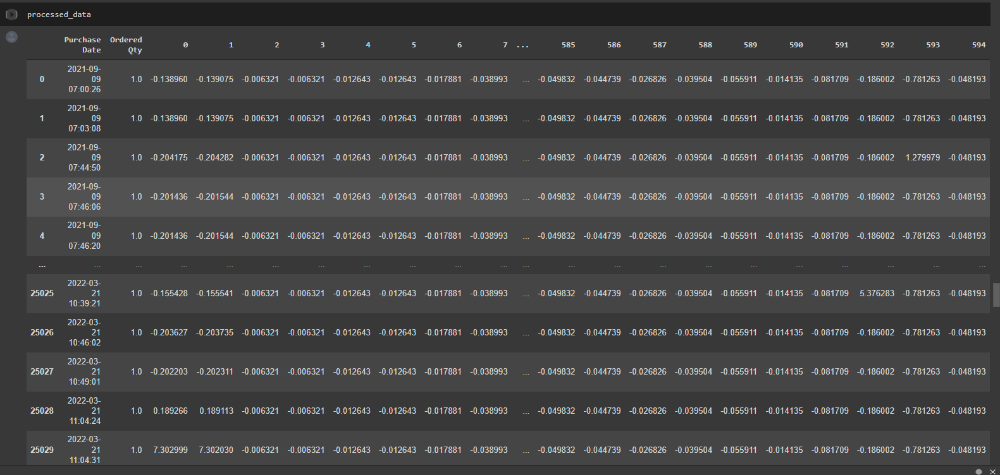 processed_data
Purchase Date Ordered Qty 0 1 2 3 4 5 6 7 ... 585 586 587 588 589 590 591 592 593 594
0 2021-09-09 07:00:26 1.0 -0.138960 -0.139075 -0.006321 -0.006321 -0.012643 -0.012643 -0.017881 -0.038993 ... -0.049832 -0.044739 -0.026826 -0.039504 -0.055911 -0.014135 -0.081709 -0.186002 -0.781263 -0.048193
1 2021-09-09 07:03:08 1.0 -0.138960 -0.139075 -0.006321 -0.006321 -0.012643 -0.012643 -0.017881 -0.038993 ... -0.049832 -0.044739 -0.026826 -0.039504 -0.055911 -0.014135 -0.081709 -0.186002 -0.781263 -0.048193
2 2021-09-09 07:44:50 1.0 -0.204175 -0.204282 -0.006321 -0.006321 -0.012643 -0.012643 -0.017881 -0.038993 ... -0.049832 -0.044739 -0.026826 -0.039504 -0.055911 -0.014135 -0.081709 -0.186002 1.279979 -0.048193
3 2021-09-09 07:46:06 1.0 -0.201436 -0.201544 -0.006321 -0.006321 -0.012643 -0.012643 -0.017881 -0.038993 ... -0.049832 -0.044739 -0.026826 -0.039504 -0.055911 -0.014135 -0.081709 -0.186002 -0.781263 -0.048193
4 2021-09-09 07:46:20 1.0 -0.201436 -0.201544 -0.006321 -0.006321 -0.012643 -0.012643 -0.017881 -0.038993 ... -0.049832 -0.044739 -0.026826 -0.039504 -0.055911 -0.014135 -0.081709 -0.186002 -0.781263 -0.048193
... ... ... ... ... ... ... ... ... ... ... ... ... ... ... ... ... ... ... ... ... ...
25025 2022-03-21 10:39:21 1.0 -0.155428 -0.155541 -0.006321 -0.006321 -0.012643 -0.012643 -0.017881 -0.038993 ... -0.049832 -0.044739 -0.026826 -0.039504 -0.055911 -0.014135 -0.081709 5.376283 -0.781263 -0.048193
25026 2022-03-21 10:46:02 1.0 -0.203627 -0.203735 -0.006321 -0.006321 -0.012643 -0.012643 -0.017881 -0.038993 ... -0.049832 -0.044739 -0.026826 -0.039504 -0.055911 -0.014135 -0.081709 -0.186002 -0.781263 -0.048193
25027 2022-03-21 10:49:01 1.0 -0.202203 -0.202311 -0.006321 -0.006321 -0.012643 -0.012643 -0.017881 -0.038993 ... -0.049832 -0.044739 -0.026826 -0.039504 -0.055911 -0.014135 -0.081709 -0.186002 -0.781263 -0.048193
25028 2022-03-21 11:04:24 1.0 0.189266 0.189113 -0.006321 -0.006321 -0.012643 -0.012643 -0.017881 -0.038993 ... -0.049832 -0.044739 -0.026826 -0.039504 -0.055911 -0.014135 -0.081709 -0.186002 -0.781263 -0.048193
25029 2022-03-21 11:04:31 1.0 7.302999 7.302030 -0.006321 -0.006321 -0.012643 -0.012643 -0.017881 -0.038993 ... -0.049832 -0.044739 -0.026826 -0.039504 -0.055911 -0.014135 -0.081709 -0.186002 -0.781263 -0.048193